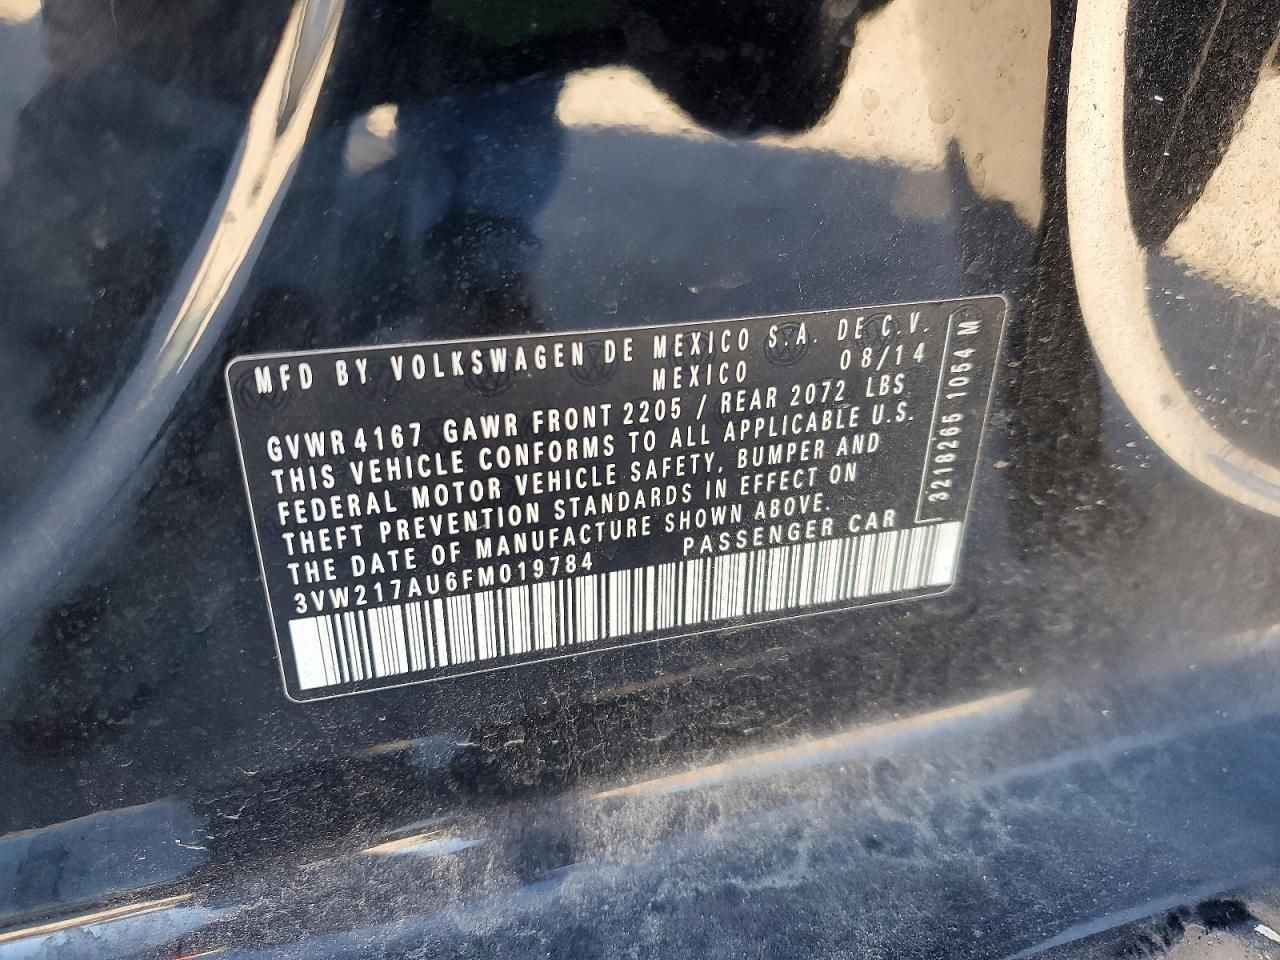 MFD BY VOLKSWAGEN DE MEXICO S.A. DE C.V.
MEXICO 08/14
GVWR 4167 GAWR FRONT 2205 / REAR 2072 LBS
THIS VEHICLE CONFORMS TO ALL APPLICABLE U.S.
FEDERAL MOTOR VEHICLE SAFETY, BUMPER AND
THEFT PREVENTION STANDARDS IN EFFECT ON
THE DATE OF MANUFACTURE SHOWN ABOVE.
3VW217AU6FM019784 PASSENGER CAR
3218265 1054 M